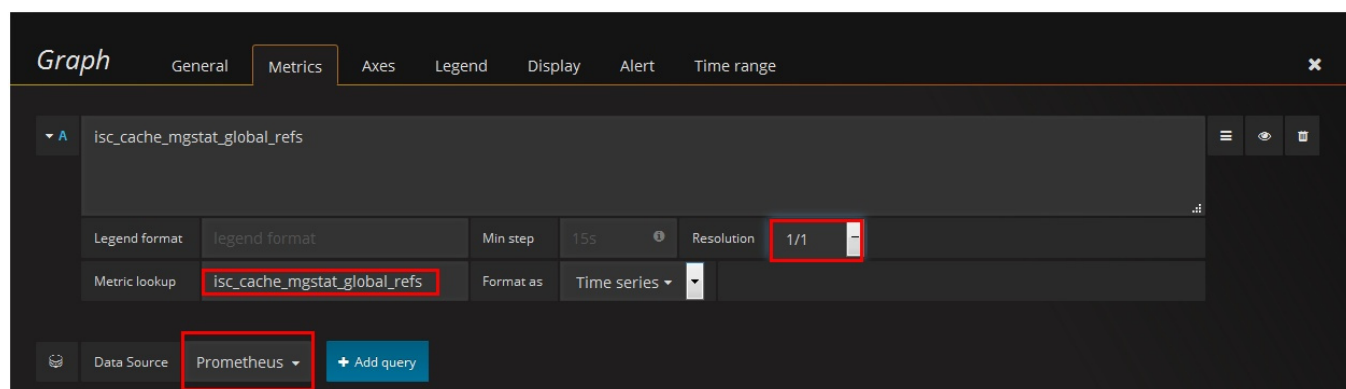 Graph General Metrics Axes Legend Display Alert Time range
A isc_cache_mgstat_global_refs
Legend format legend format Min step 15s Resolution 1/1
Metric lookup isc_cache_mgstat_global_refs Format as Time series
Data Source Prometheus + Add query